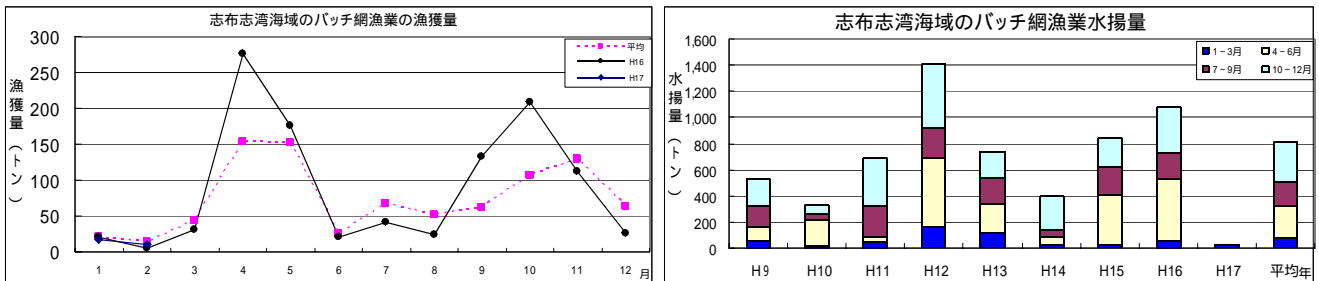 志布志湾海域のバッチ網漁業の漁獲量
漁獲量(トン)
300
250
200
150
100
50
0
平均
H16
H17
1 2 3 4 5 6 7 8 9 10 11 12 月
志布志湾海域のバッチ網漁業水揚量
水揚量(トン)
1,600
1,400
1,200
1,000
800
600
400
200
0
1-3月 4-6月
7-9月 10-12月
H9 H10 H11 H12 H13 H14 H15 H16 H17 平均 年